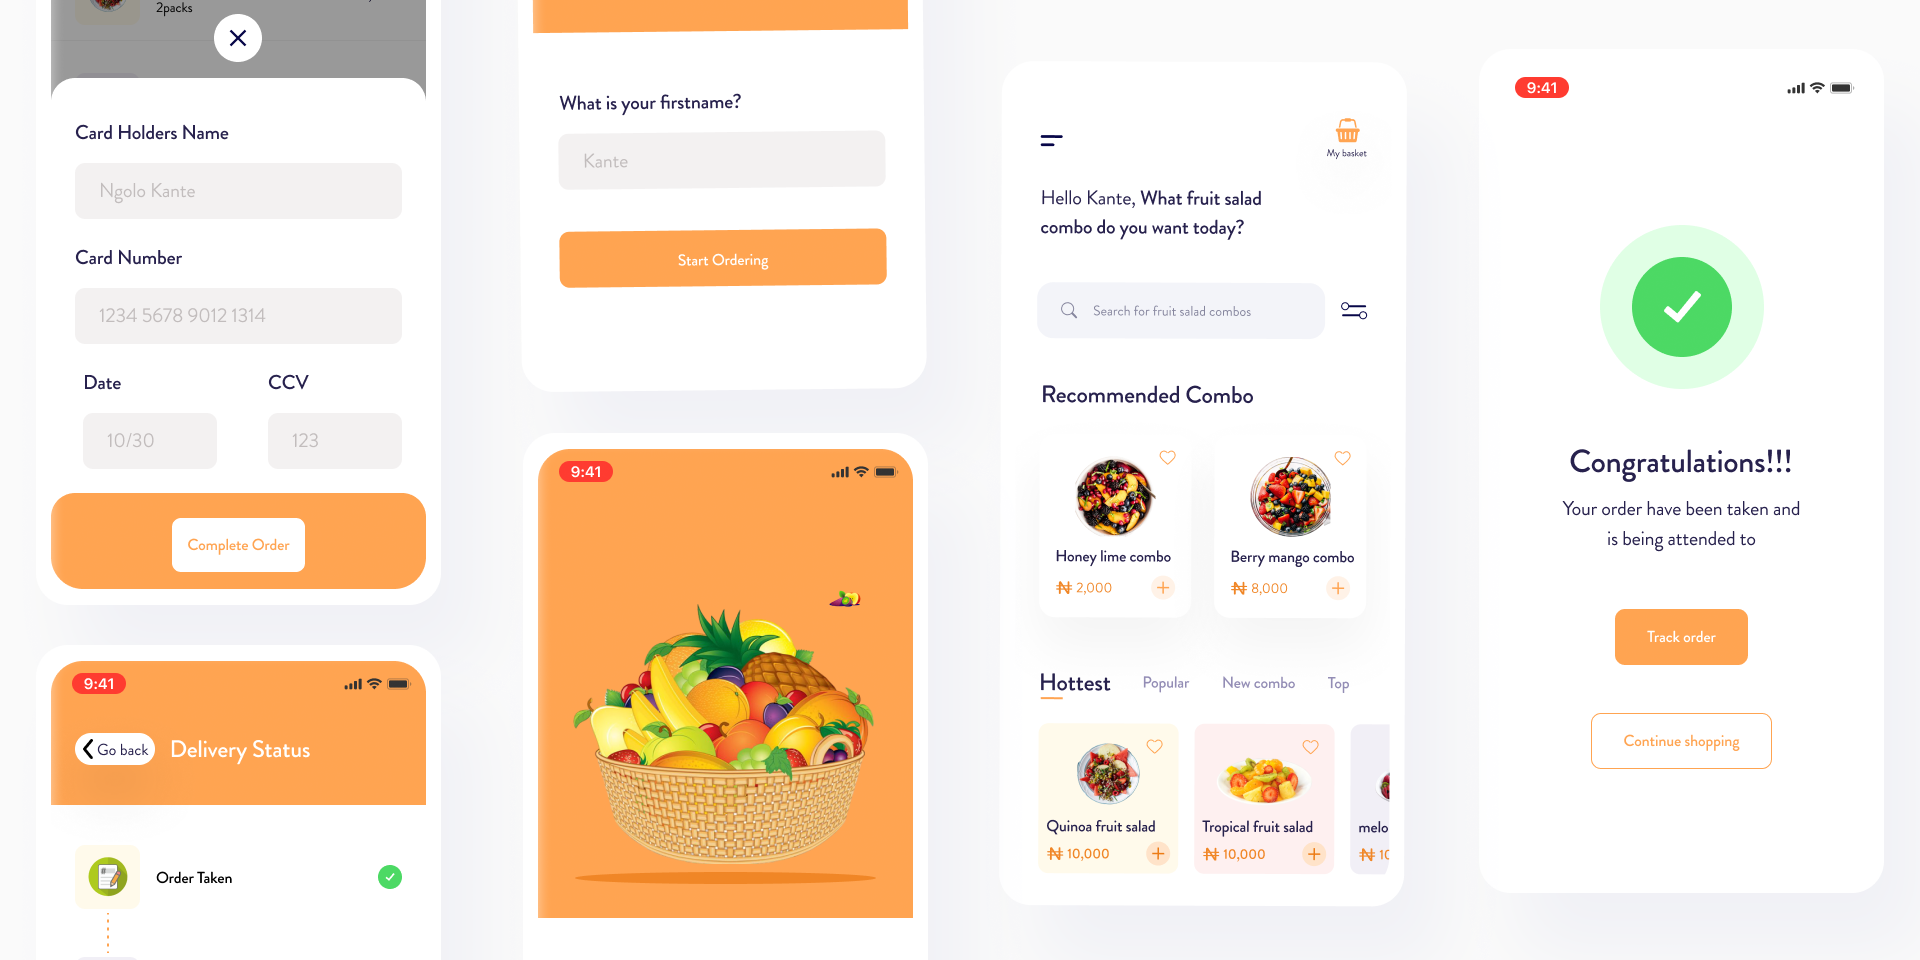 2packs
Card Holders Name
Ngolo Kante
Card Number
1234 5678 9012 1314
Date
CCV
10/30
123
Complete Order
9:41
Go back
Delivery Status
Order Taken
What is your firstname?
Kante
Start Ordering
9:41
My basket
Hello Kante, What fruit salad
combo do you want today?
Search for fruit salad combos
Recommended Combo
Honey lime combo
₦ 2,000
Berry mango combo
₦ 8,000
Hottest
Popular
New combo
Top
Quinoa fruit salad
₦ 10,000
Tropical fruit salad
₦ 10,000
melo
₦ 10
9:41
Congratulations!!!
Your order have been taken and
is being attended to
Track order
Continue shopping